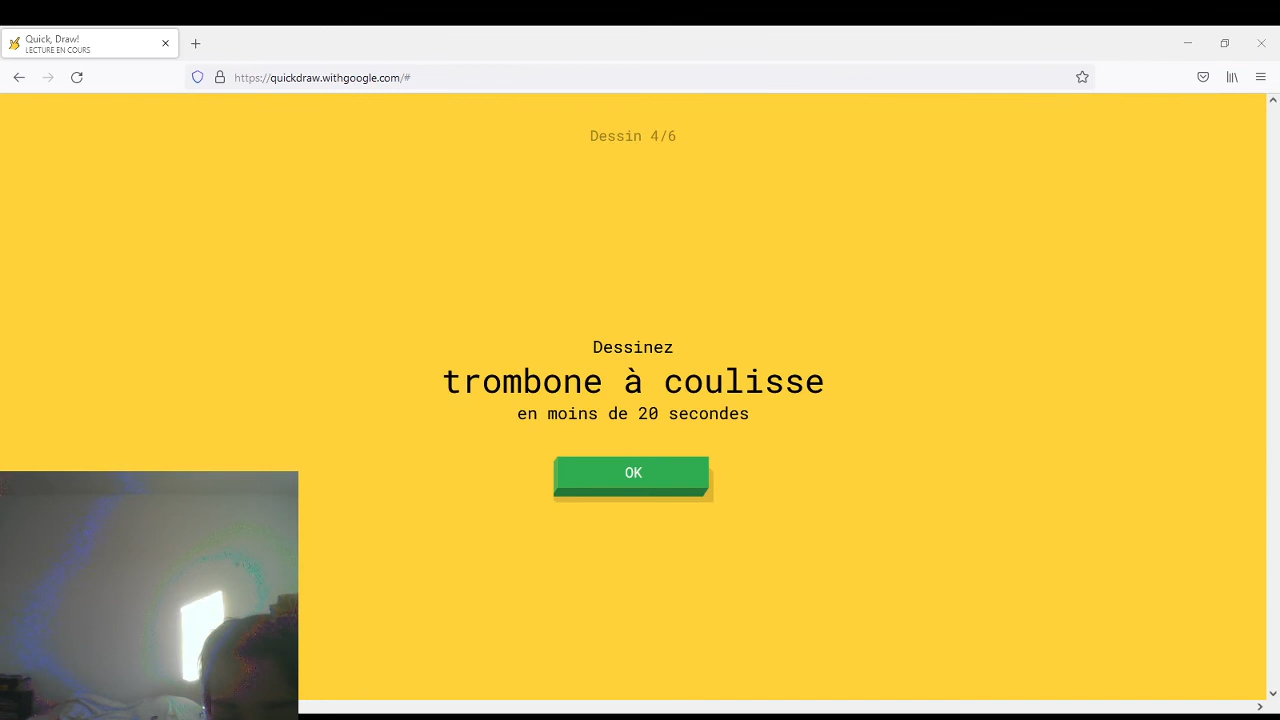 Quick, Draw!
LECTURE EN COURS
https://quickdraw.withgoogle.com/#
Dessin 4/6
Dessinez
trombone à coulisse
en moins de 20 secondes
OK